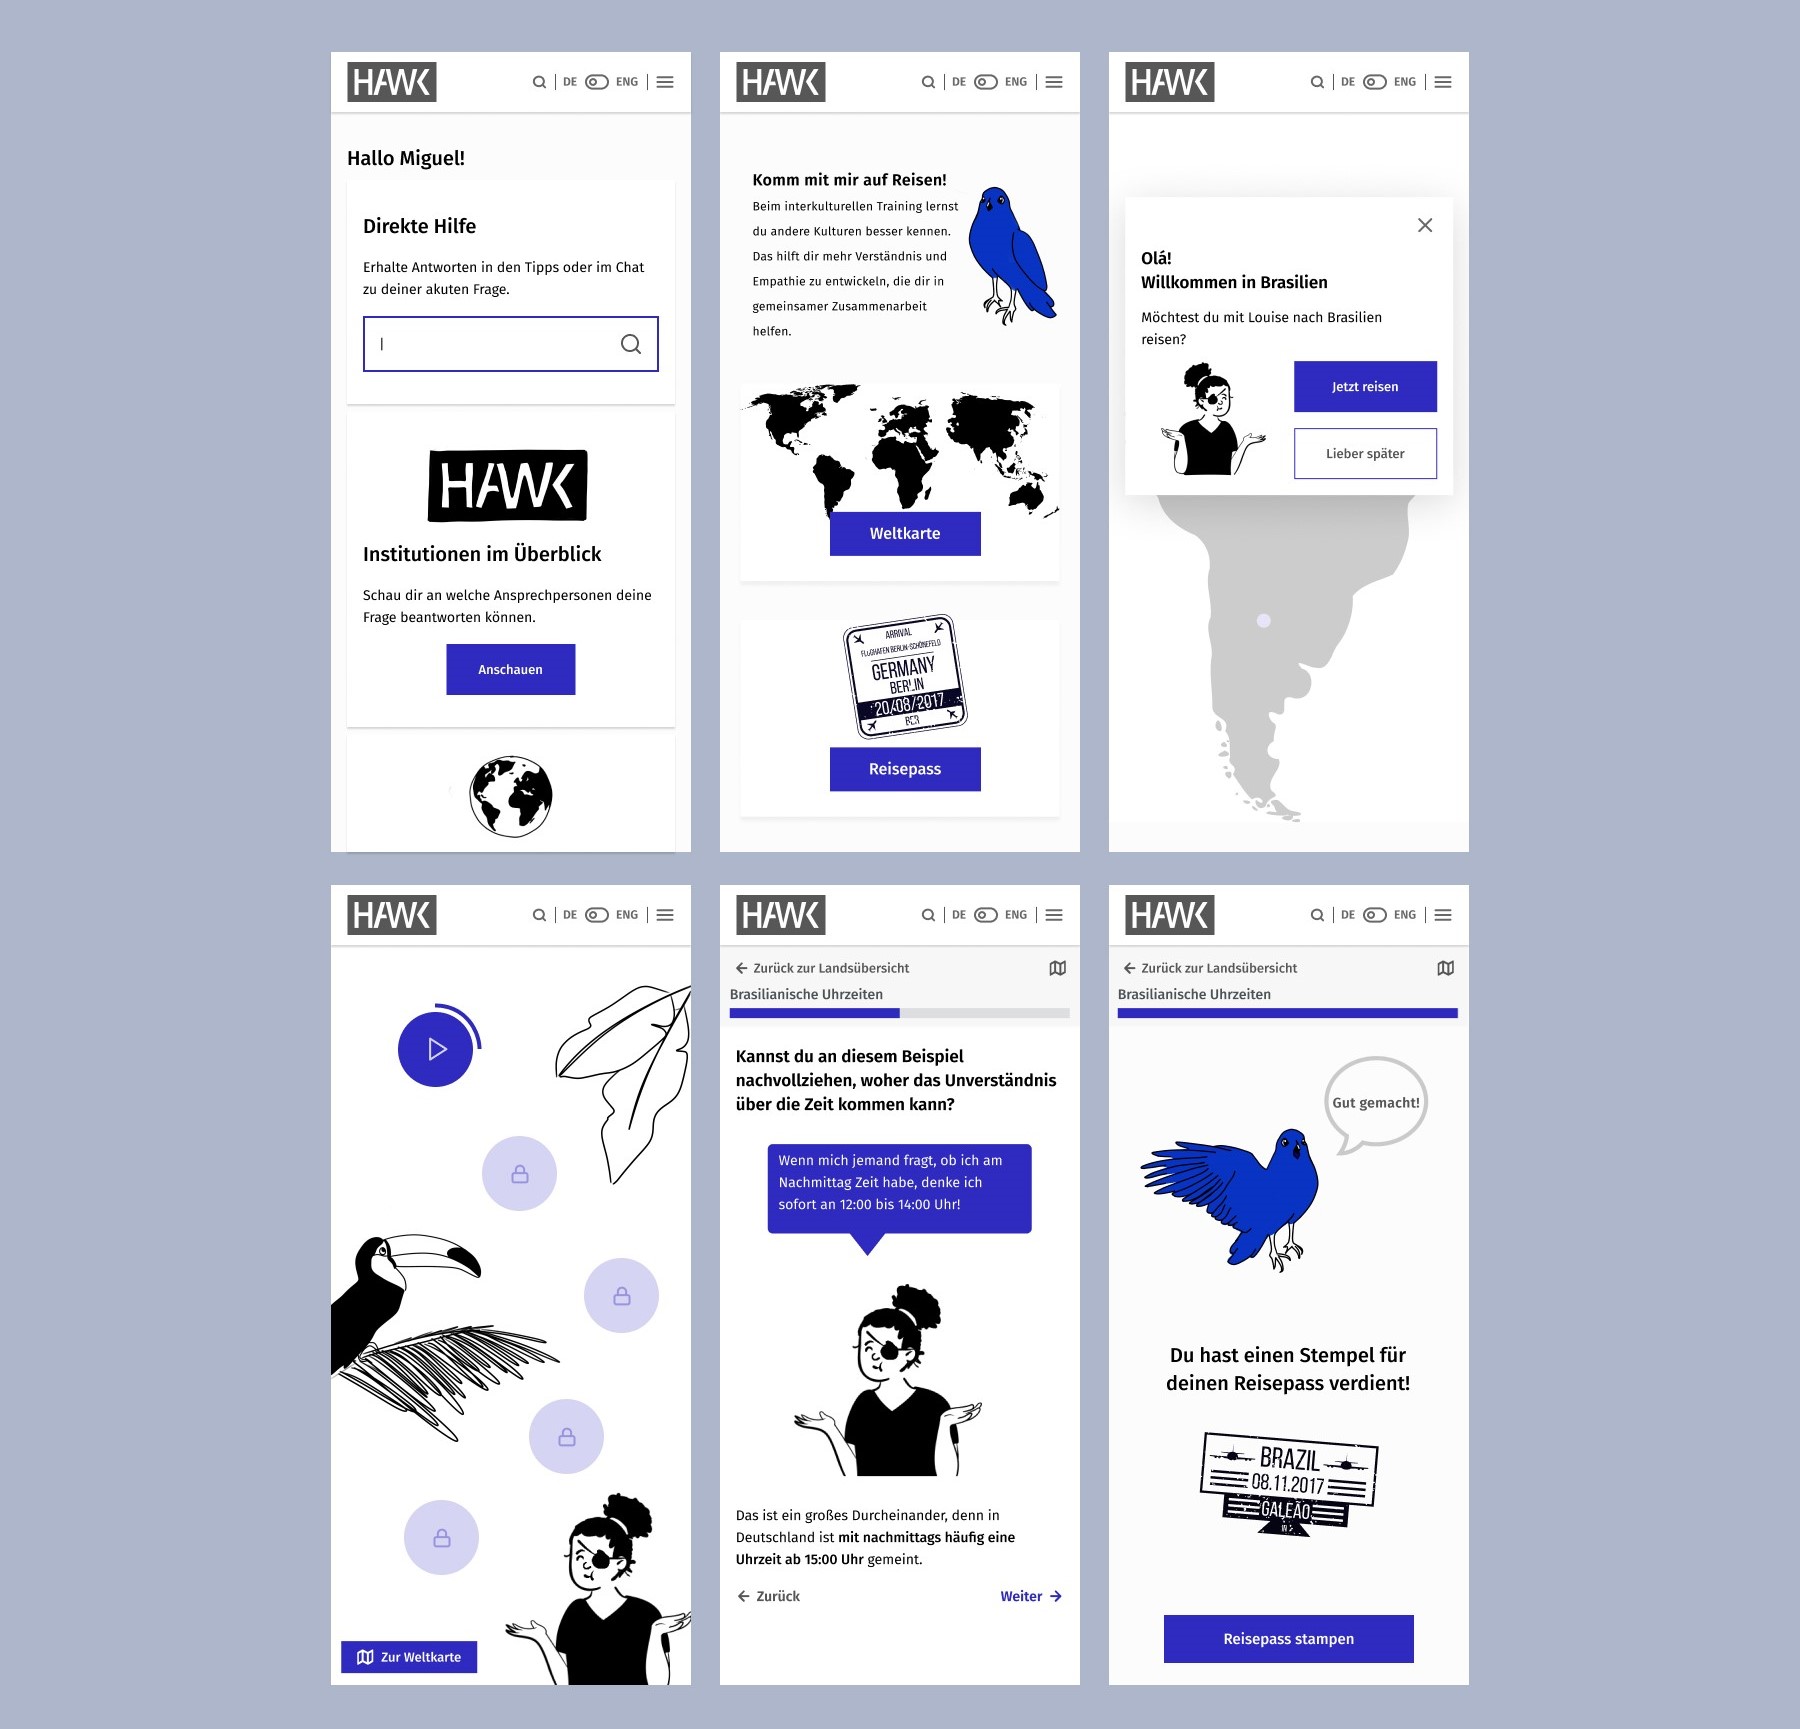 HAWK
DE
ENG
Hallo Miguel!
Direkte Hilfe
Erhalte Antworten in den Tipps oder im Chat
zu deiner akuten Frage.
HAWK
Institutionen im Überblick
Schau dir an welche Ansprechpersonen deine
Frage beantworten können.
Anschauen
HAWK
DE
ENG
Komm mit mir auf Reisen!
Beim interkulturellen Training lernst
du andere Kulturen besser kennen.
Das hilft dir mehr Verständnis und
Empathie zu entwickeln, die dir in
gemeinsamer Zusammenarbeit
helfen.
Weltkarte
ARRIVAL
FLUGHAFEN BERLIN-SCHÖNEFELD
GERMANY
BERLIN
20/08/2017
BER
Reisepass
HAWK
DE
ENG
Olá!
Willkommen in Brasilien
Möchtest du mit Louise nach Brasilien
reisen?
Jetzt reisen
Lieber später
HAWK
DE
ENG
Zur Weltkarte
HAWK
DE
ENG
Zurück zur Landsübersicht
Brasilianische Uhrzeiten
Kannst du an diesem Beispiel
nachvollziehen, woher das Unverständnis
über die Zeit kommen kann?
Wenn mich jemand fragt, ob ich am
Nachmittag Zeit habe, denke ich
sofort an 12:00 bis 14:00 Uhr!
Das ist ein großes Durcheinander, denn in
Deutschland ist mit nachmittags häufig eine
Uhrzeit ab 15:00 Uhr gemeint.
Zurück
Weiter
HAWK
DE
ENG
Zurück zur Landsübersicht
Brasilianische Uhrzeiten
Gut gemacht!
Du hast einen Stempel für
deinen Reisepass verdient!
BRAZIL
08.11.2017
GALEÃO
Reisepass stampen